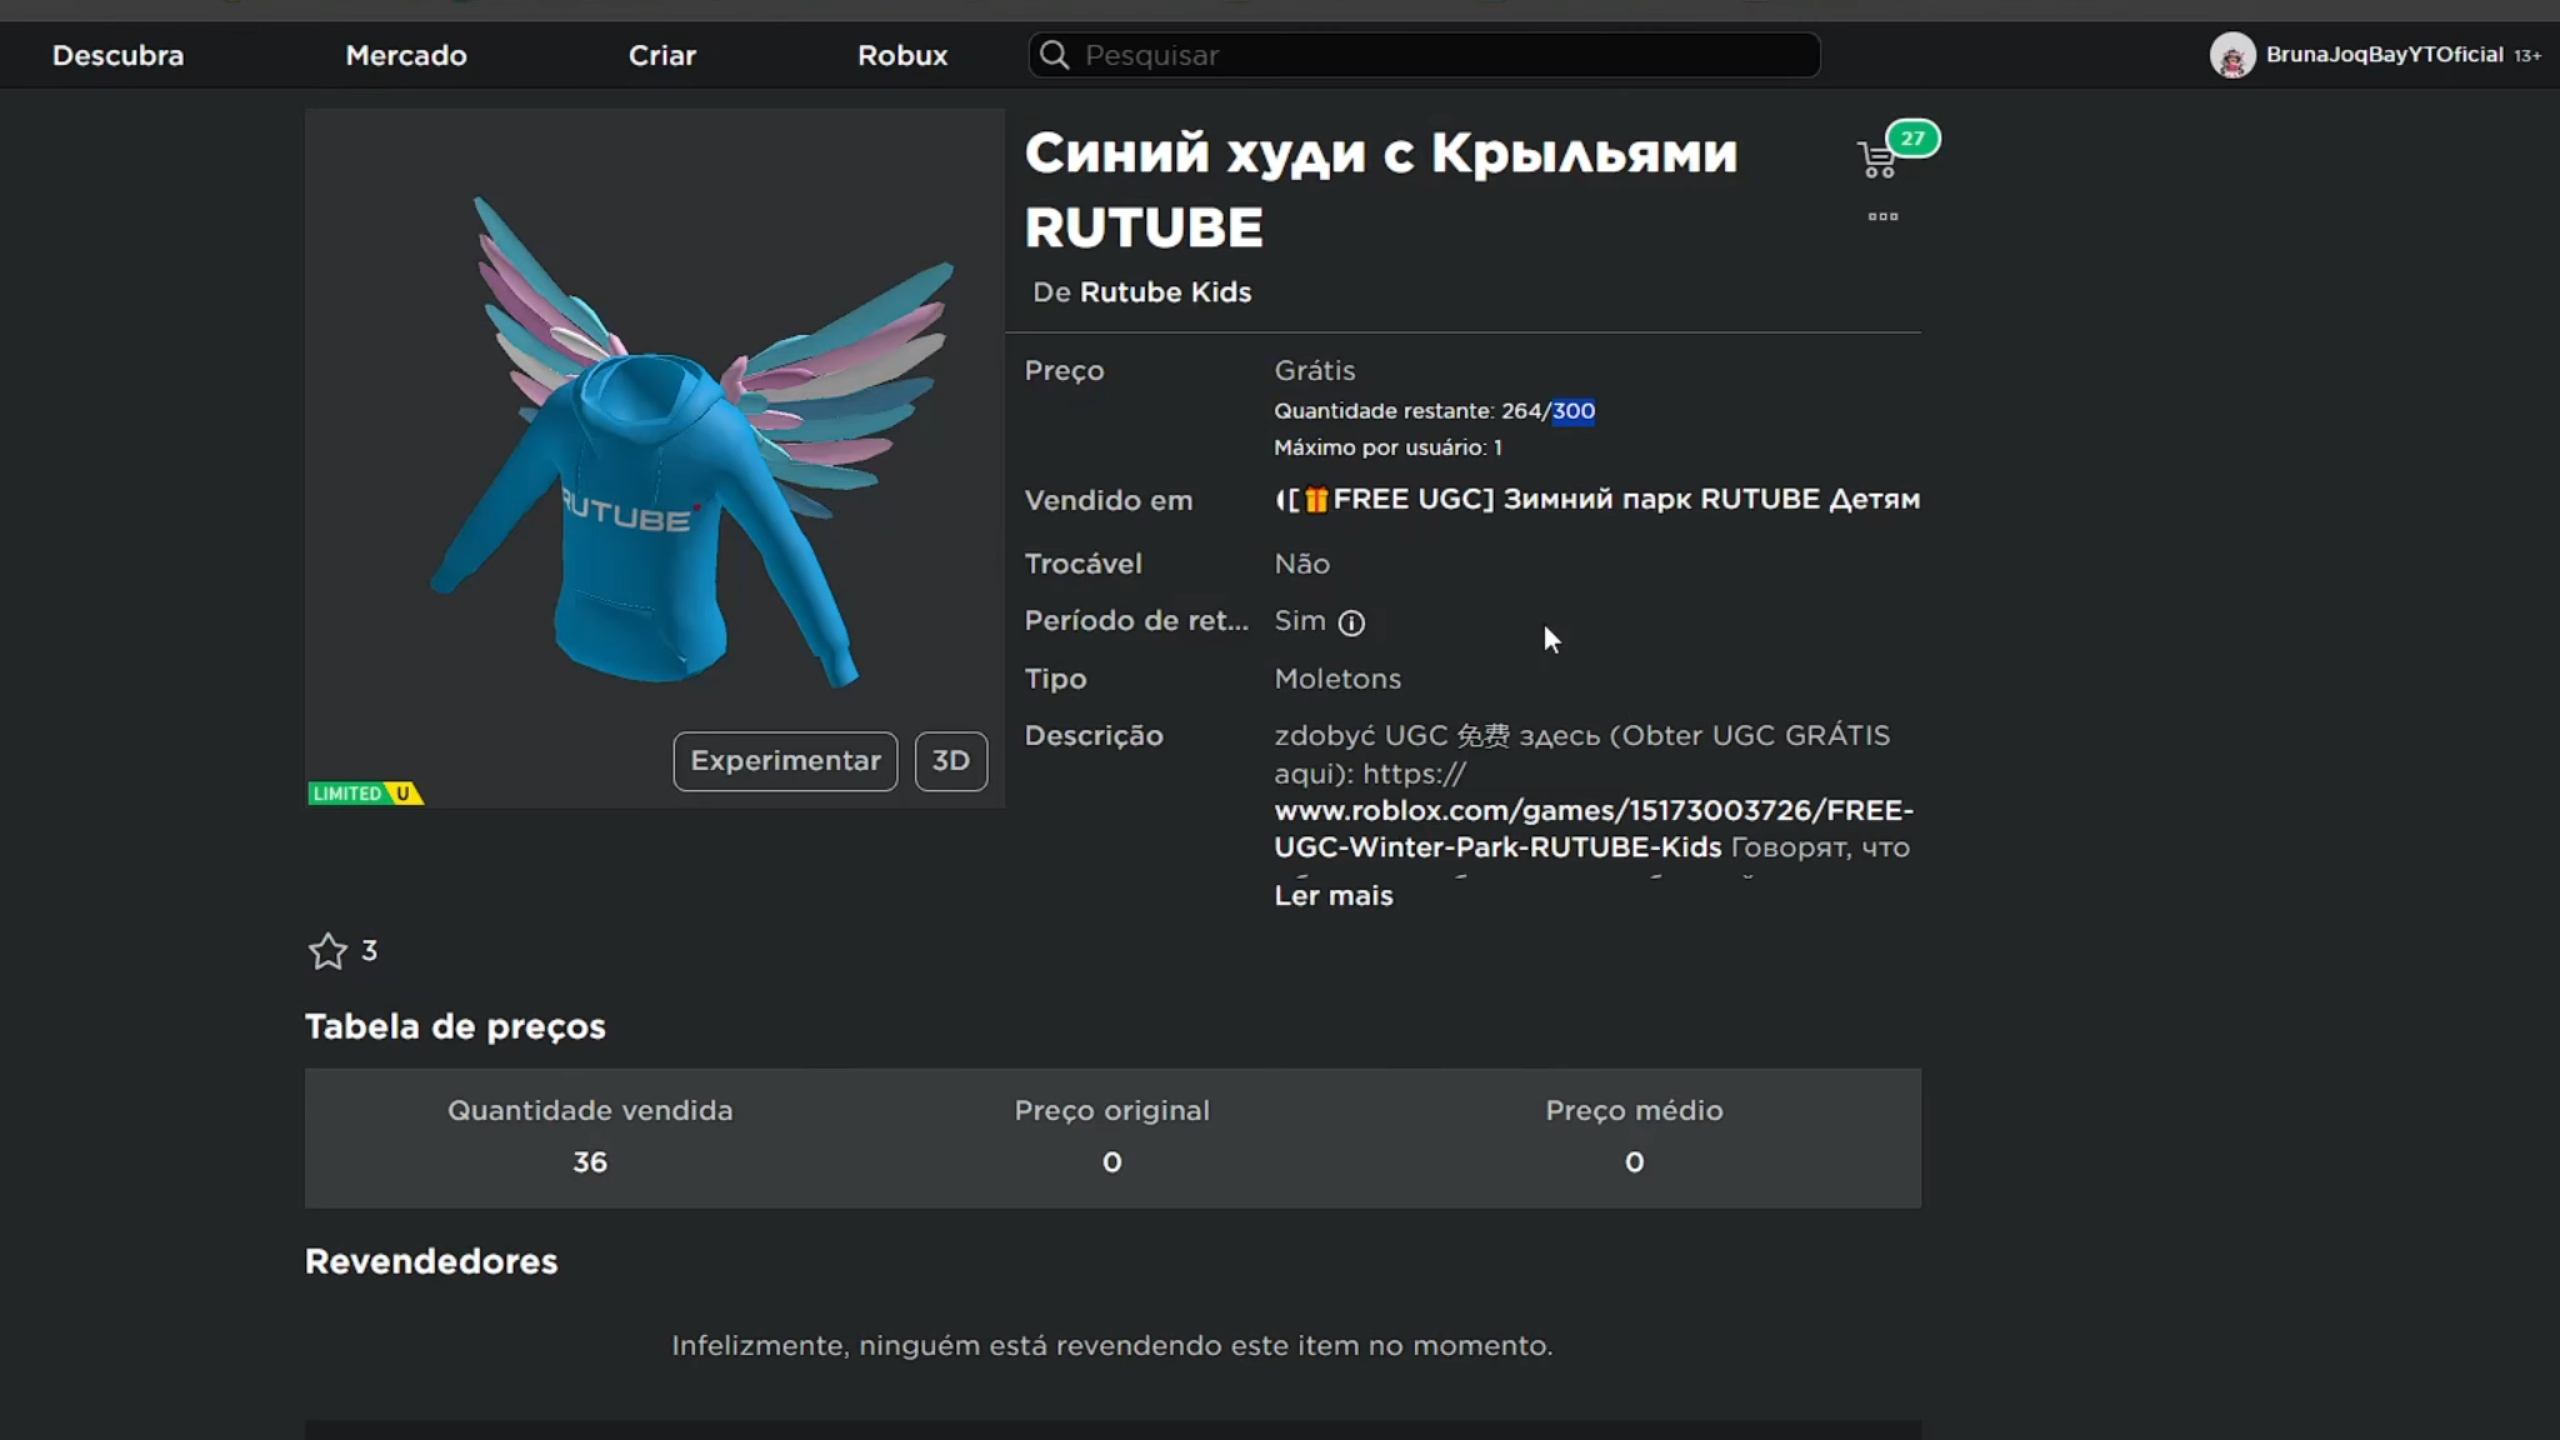 Descubra
Mercado
Criar
Robux
Pesquisar
BrunaJoqBayYTOficial 13+
Синий худи с Крыльями
RUTUBE
27
De Rutube Kids
Preço
Grátis
Quantidade restante: 264/300
Máximo por usuário: 1
Vendido em
([🎁FREE UGC] Зимний парк RUTUBE Детям
Trocável
Não
Período de ret...
Sim
Tipo
Moletons
Descrição
zdobyć UGC 免费 здесь (Obter UGC GRÁTIS
aqui): https://
www.roblox.com/games/15173003726/FREE-
UGC-Winter-Park-RUTUBE-Kids Говорят, что
Ler mais
RUTUBE
Experimentar
3D
LIMITED U
3
Tabela de preços
Quantidade vendida
36
Preço original
0
Preço médio
0
Revendedores
Infelizmente, ninguém está revendendo este item no momento.